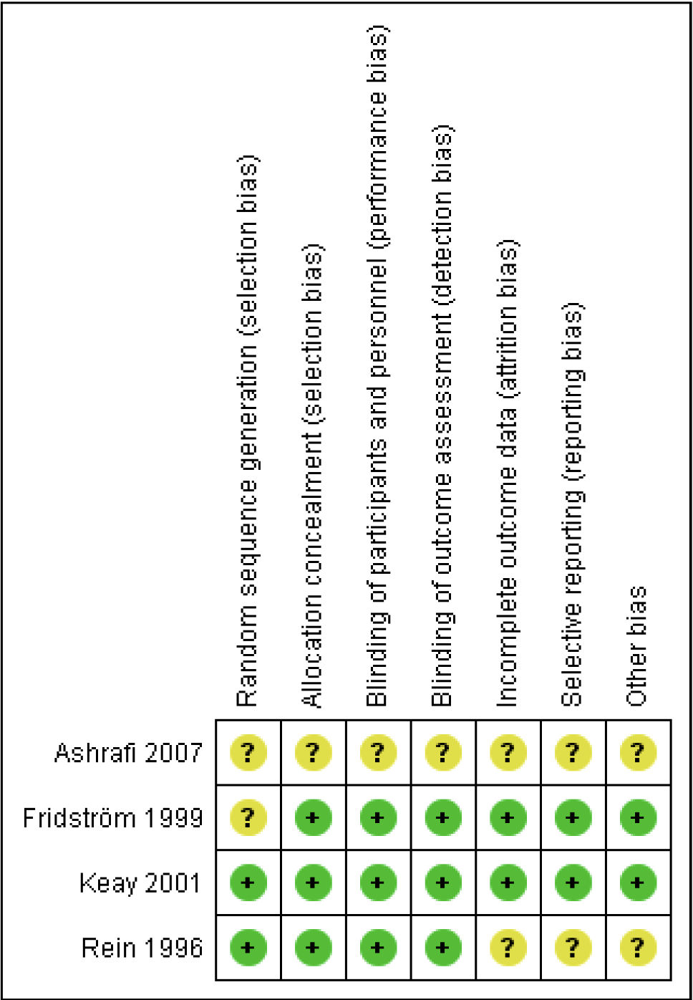 Random sequence generation (selection bias)
Allocation concealment (selection bias)
Blinding of participants and personnel (performance bias)
Blinding of outcome assessment (detection bias)
Incomplete outcome data (attrition bias)
Selective reporting (reporting bias)
Other bias
Ashrafi 2007 ? ? ? ? ? ? ?
Fridström 1999 ? + + + + + +
Keay 2001 + + + + + + +
Rein 1996 + + + + ? ? ?